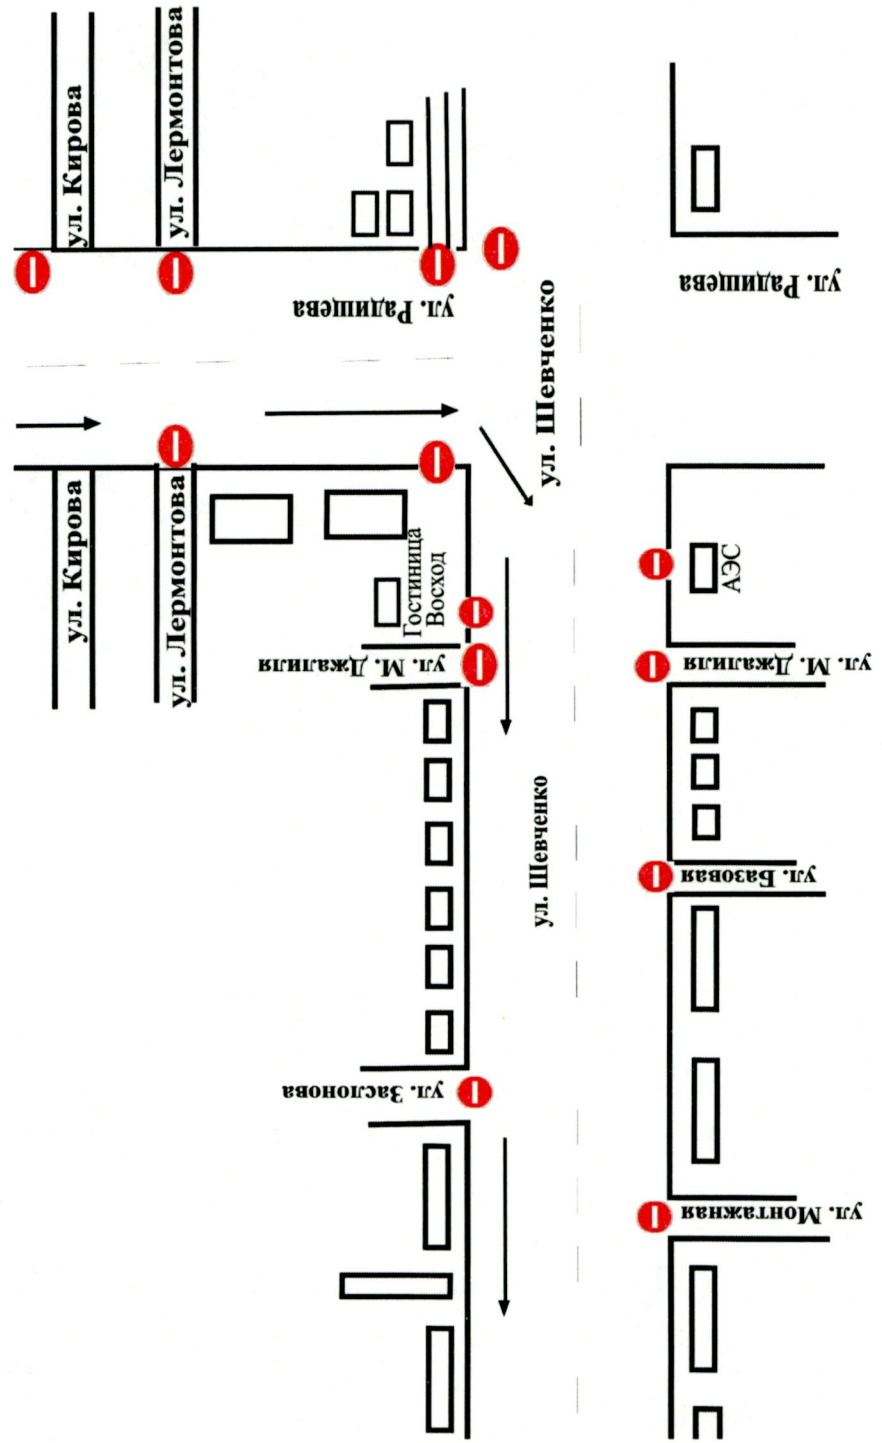 ул. Кирова
ул. Лермонтова
ул. Радищева
ул. Радищева
ул. Шевченко
ул. Кирова
ул. Лермонтова
Гостиница
Восход
АЭС
ул. М. Джалиля
ул. М. Джалиля
ул. Шевченко
ул. Базовая
ул. Заслонова
ул. Монтажная